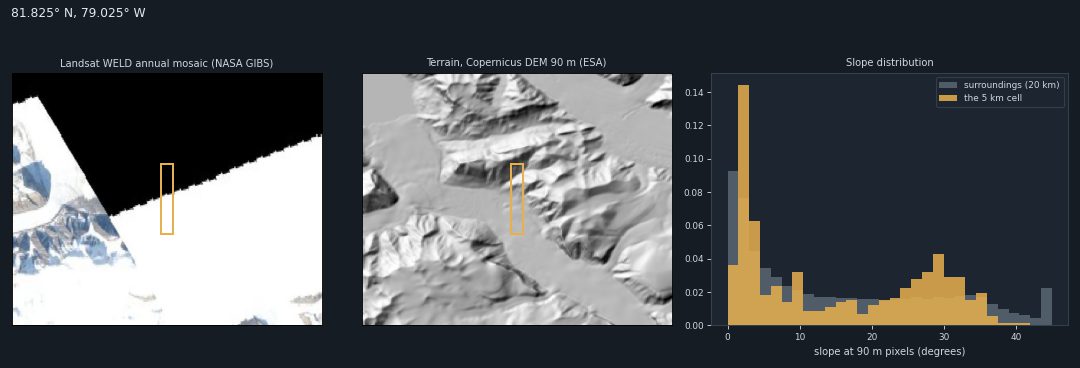 81.825° N, 79.025° W
Landsat WELD annual mosaic (NASA GIBS)
Terrain, Copernicus DEM 90 m (ESA)
Slope distribution
surroundings (20 km)
the 5 km cell
0.14
0.12
0.10
0.08
0.06
0.04
0.02
0.00
0 10 20 30 40
slope at 90 m pixels (degrees)